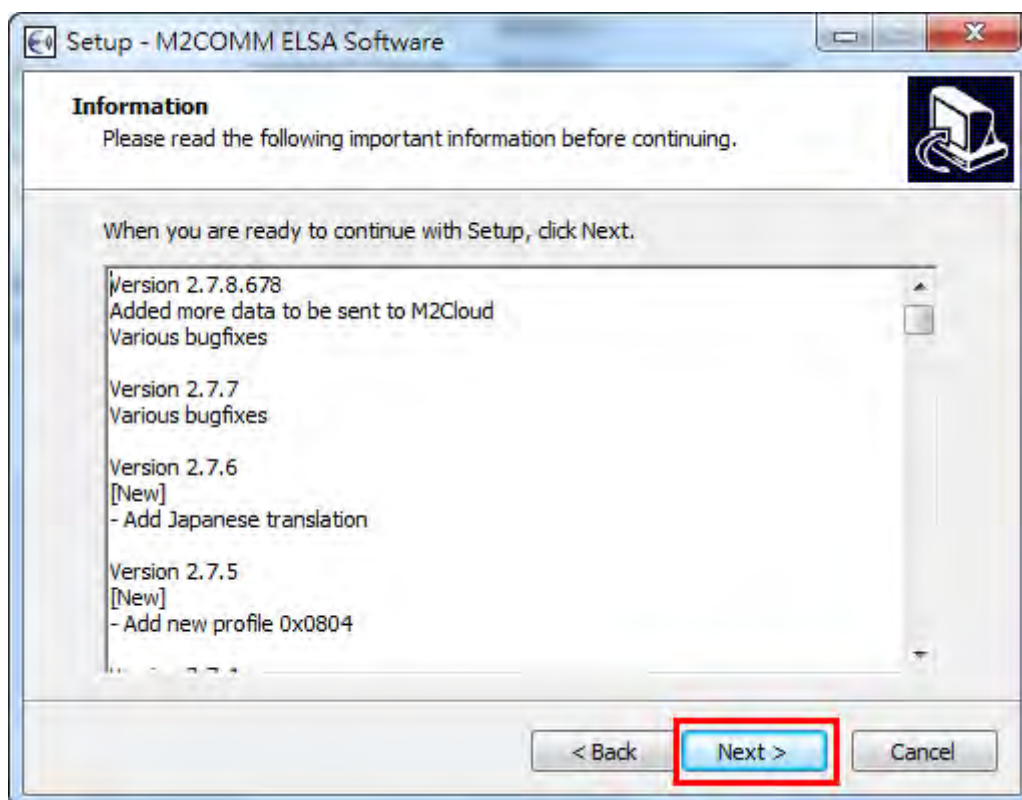 Setup - M2COMM ELSA Software
Information
Please read the following important information before continuing.
When you are ready to continue with Setup, click Next.
Version 2.7.8.678
Added more data to be sent to M2Cloud
Various bugfixes
Version 2.7.7
Various bugfixes
Version 2.7.6
[New]
- Add Japanese translation
Version 2.7.5
[New]
- Add new profile 0x0804
< Back
Next >
Cancel